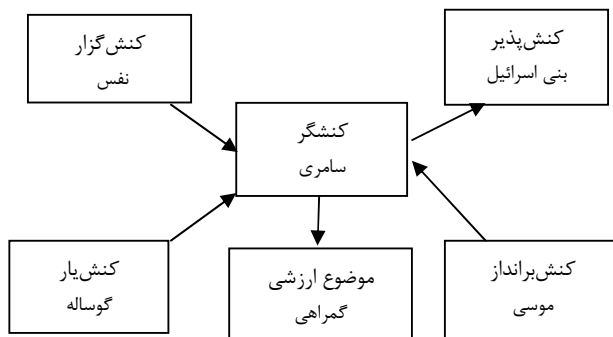 کنش‌پذیر
بنی اسرائیل
کنش‌گزار
نفس
کنشگر
سامری
کنش‌برانداز
موسی
موضوع ارزشی
گمراهی
کنش‌یار
گوساله